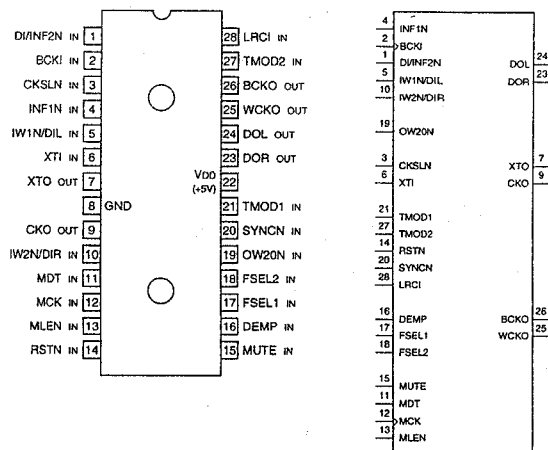 DI/INF2N IN 1
BCKI IN 2
CKSLN IN 3
INF1N IN 4
IW1N/DIL IN 5
XTI IN 6
XTO OUT 7
8 GND
CKO OUT 9
IW2N/DIR IN 10
MDT IN 11
MCK IN 12
MLEN IN 13
RSTN IN 14
28 LRCI IN
27 TMOD2 IN
26 BCKO OUT
25 WCKO OUT
24 DOL OUT
23 DOR OUT
VDD
(+5V) 22
21 TMOD1 IN
20 SYNCN IN
19 OW20N IN
18 FSEL2 IN
17 FSEL1 IN
16 DEMP IN
15 MUTE IN
4 INF1N
2 BCKI
1 DI/INF2N
5 IW1N/DIL
10 IW2N/DIR
19 OW20N
3 CKSLN
6 XTI
21 TMOD1
27 TMOD2
14 RSTN
20 SYNCN
28 LRCI
16 DEMP
17 FSEL1
18 FSEL2
15 MUTE
11 MDT
12 MCK
13 MLEN
DOL 24
DOR 23
XTO 7
CKO 9
BCKO 26
WCKO 25